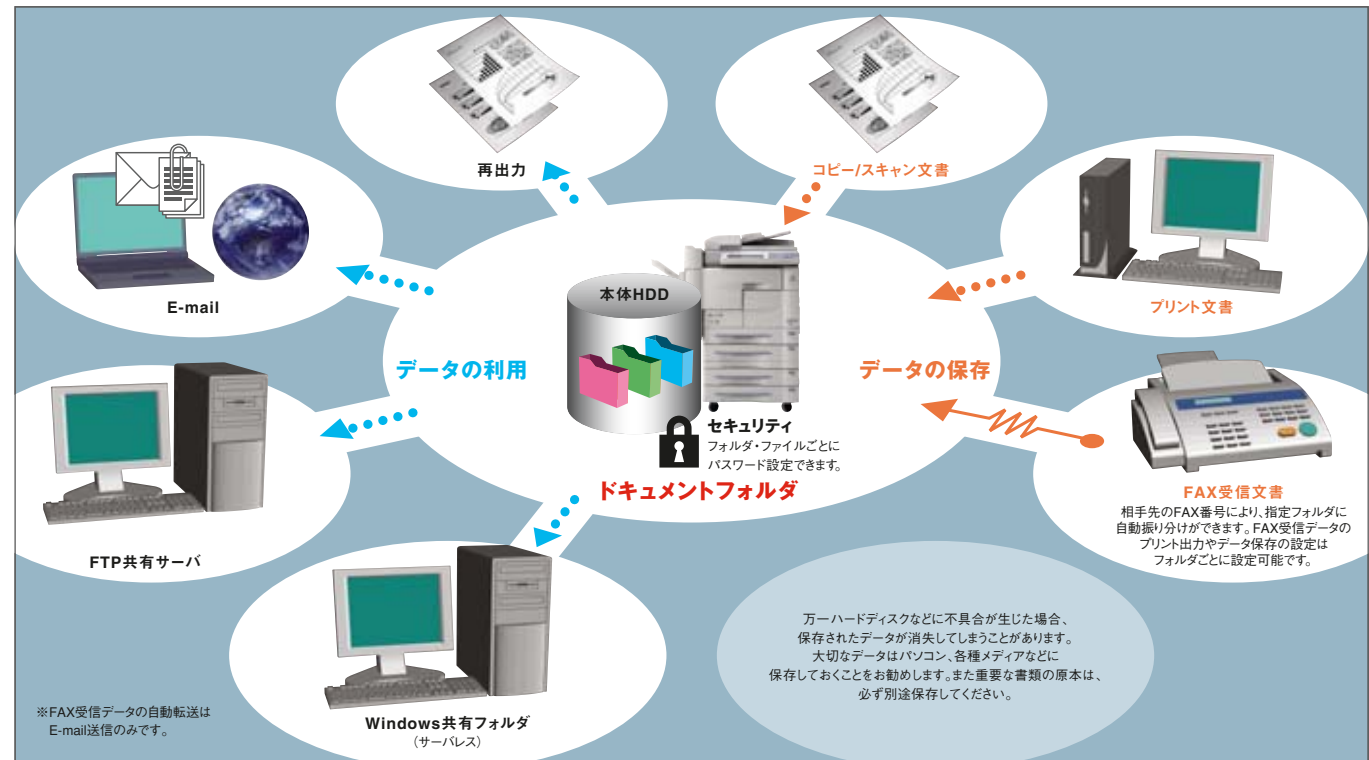 再出力
コピー/スキャン文書
E-mail
プリント文書
本体HDD
データの利用
データの保存
セキュリティ
フォルダ・ファイルごとに
パスワード設定できます。
ドキュメントフォルダ
FAX受信文書
相手先のFAX番号により、指定フォルダに
自動振り分けができます。FAX受信データの
プリント出力やデータ保存の設定は
フォルダごとに設定可能です。
FTP共有サーバ
万一ハードディスクなどに不具合が生じた場合、
保存されたデータが消失してしまうことがあります。
大切なデータはパソコン、各種メディアなどに
保存しておくことをお勧めします。また重要な書類の原本は、
必ず別途保存してください。
Windows共有フォルダ
(サーバレス)
※FAX受信データの自動転送は
E-mail送信のみです。